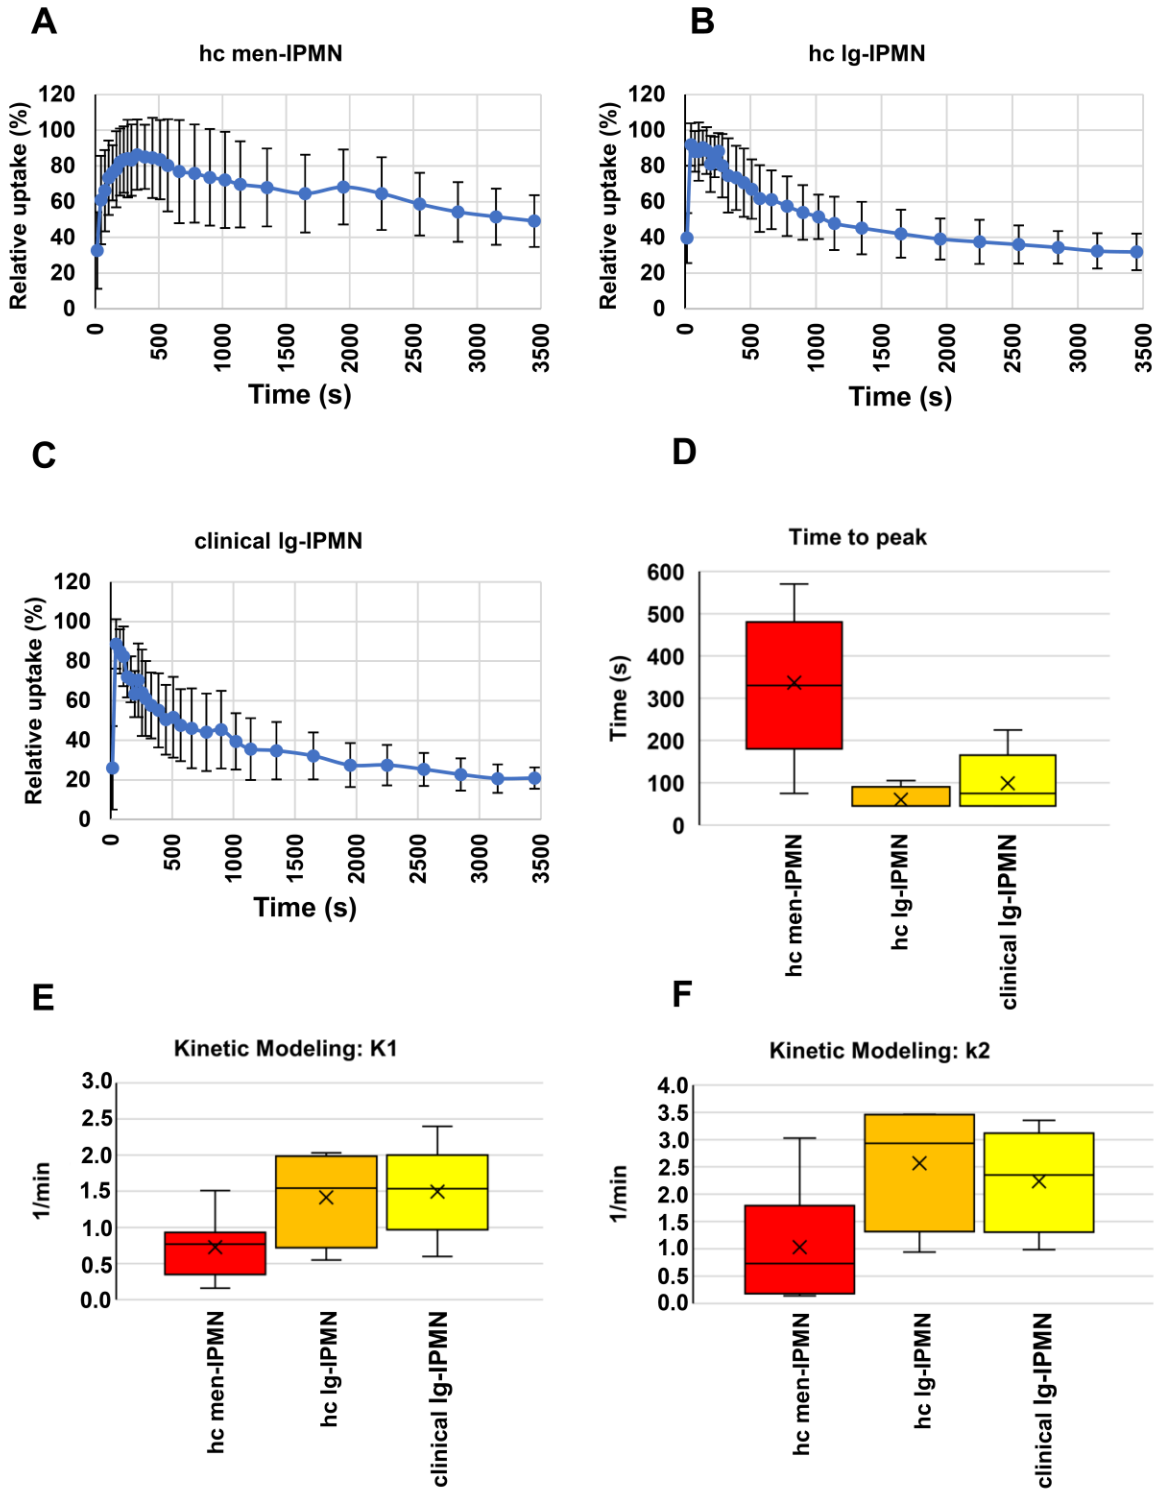 A
hc men-IPMN
Relative uptake (%)
120
100
80
60
40
20
0
0
500
1000
1500
2000
2500
3000
3500
Time (s)
B
hc lg-IPMN
Relative uptake (%)
120
100
80
60
40
20
0
0
500
1000
1500
2000
2500
3000
3500
Time (s)
C
clinical lg-IPMN
Relative uptake (%)
120
100
80
60
40
20
0
0
500
1000
1500
2000
2500
3000
3500
Time (s)
D
Time to peak
Time (s)
600
500
400
300
200
100
0
hc men-IPMN
hc lg-IPMN
clinical lg-IPMN
E
Kinetic Modeling: K1
1/min
3.0
2.5
2.0
1.5
1.0
0.5
0.0
hc men-IPMN
hc lg-IPMN
clinical lg-IPMN
F
Kinetic Modeling: k2
1/min
4.0
3.5
3.0
2.5
2.0
1.5
1.0
0.5
0.0
hc men-IPMN
hc lg-IPMN
clinical lg-IPMN